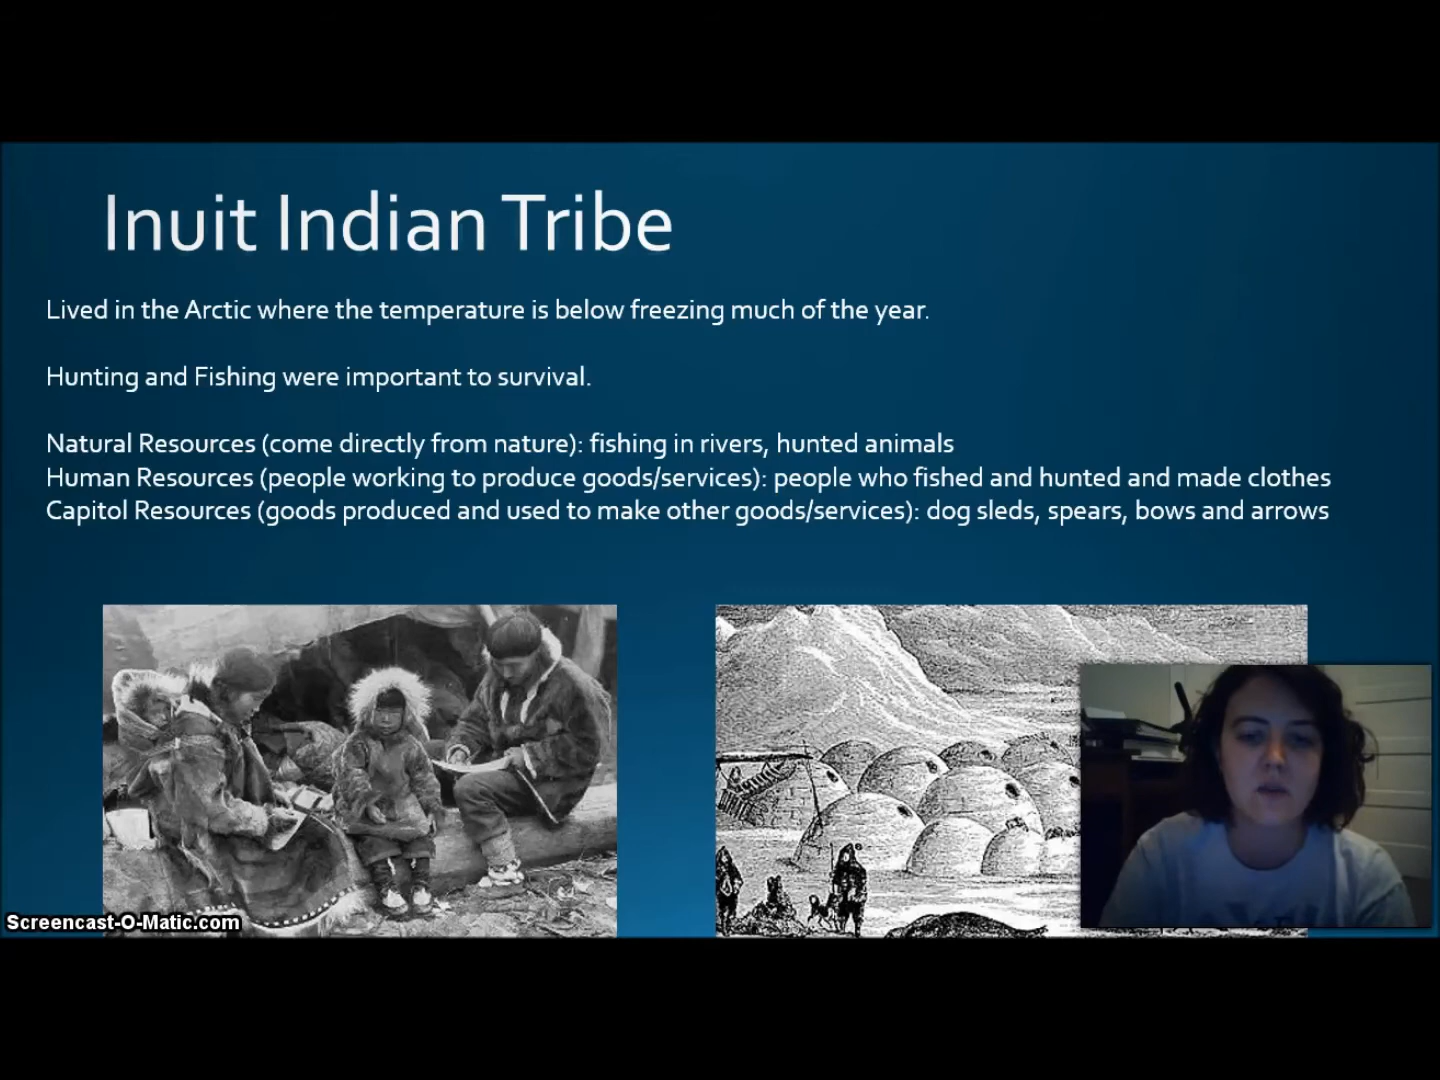 Inuit Indian Tribe
Lived in the Arctic where the temperature is below freezing much of the year.
Hunting and Fishing were important to survival.
Natural Resources (come directly from nature): fishing in rivers, hunted animals
Human Resources (people working to produce goods/services): people who fished and hunted and made clothes
Capitol Resources (goods produced and used to make other goods/services): dog sleds, spears, bows and arrows
Screencast-O-Matic.com